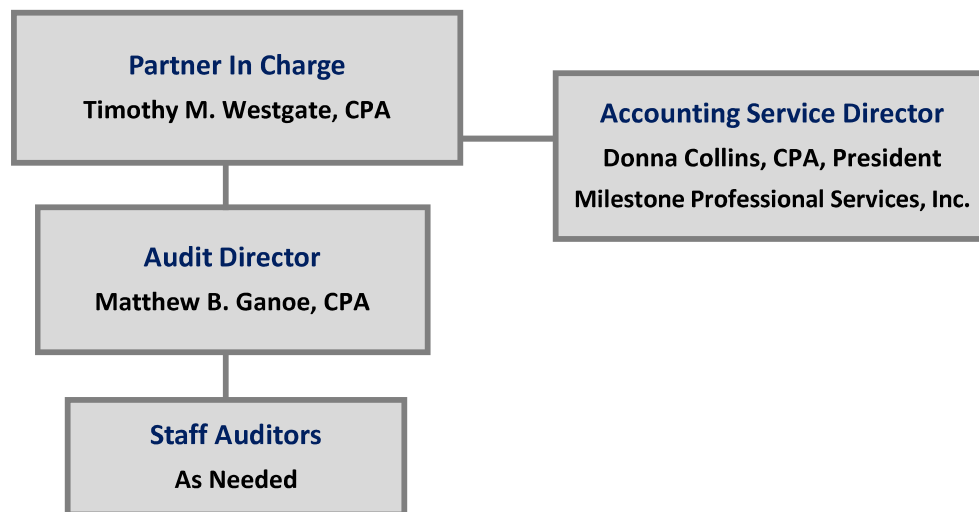 Partner In Charge
Timothy M. Westgate, CPA
Accounting Service Director
Donna Collins, CPA, President
Milestone Professional Services, Inc.
Audit Director
Matthew B. Ganoe, CPA
Staff Auditors
As Needed